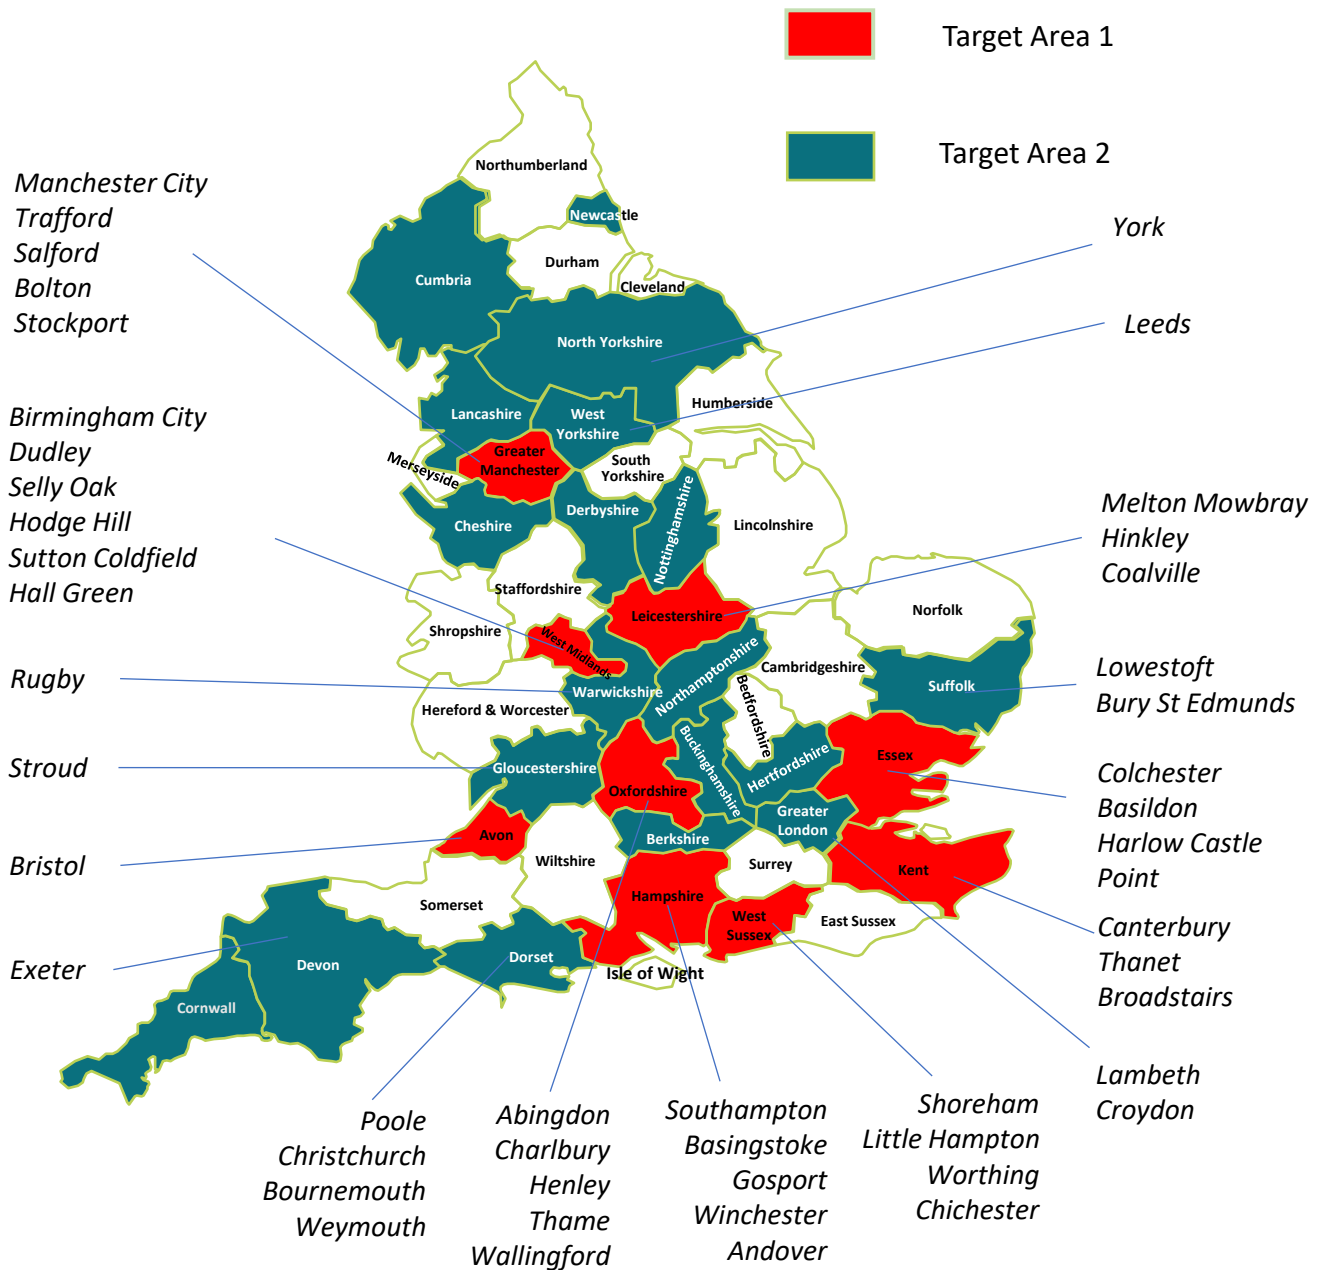 Target Area 1
Target Area 2
Manchester City
Trafford
Salford
Bolton
Stockport
Birmingham City
Dudley
Selly Oak
Hodge Hill
Sutton Coldfield
Hall Green
Rugby
Stroud
Bristol
Exeter
Northumberland
Newcastle
Durham
Cleveland
Cumbria
North Yorkshire
Humberside
Lancashire
West
Yorkshire
Greater
Manchester
Merseyside
South
Yorkshire
Cheshire
Derbyshire
Nottinghamshire
Lincolnshire
Staffordshire
Leicestershire
Norfolk
Shropshire
West Midlands
Cambridgeshire
Warwickshire
Northamptonshire
Suffolk
Hereford & Worcester
Bedfordshire
Buckinghamshire
Essex
Gloucestershire
Hertfordshire
Oxfordshire
Greater
London
Avon
Berkshire
Wiltshire
Surrey
Kent
Hampshire
Somerset
West
Sussex
East Sussex
Dorset
Devon
Isle of Wight
Cornwall
York
Leeds
Melton Mowbray
Hinkley
Coalville
Lowestoft
Bury St Edmunds
Colchester
Basildon
Harlow Castle
Point
Canterbury
Thanet
Broadstairs
Lambeth
Croydon
Poole
Christchurch
Bournemouth
Weymouth
Abingdon
Charlbury
Henley
Thame
Wallingford
Southampton
Basingstoke
Gosport
Winchester
Andover
Shoreham
Little Hampton
Worthing
Chichester